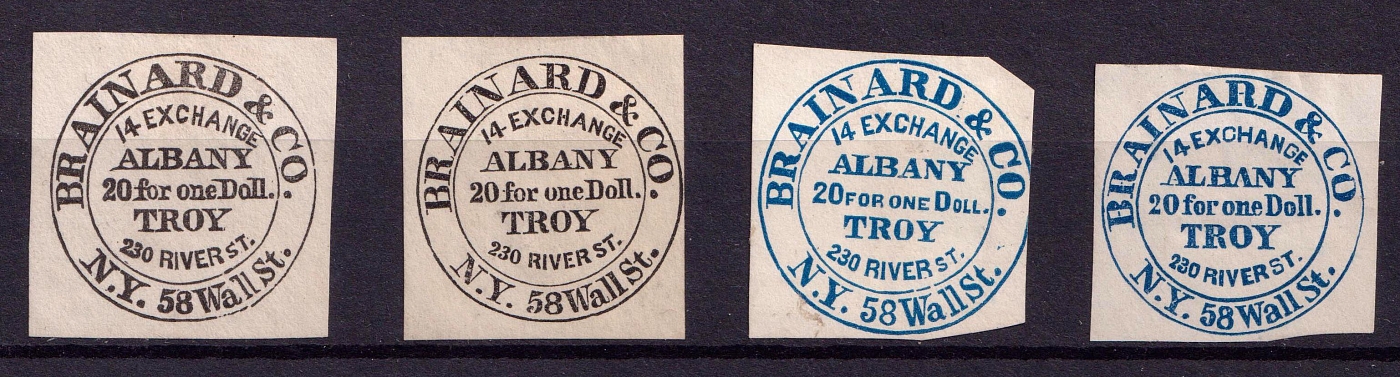 BRAINARD & CO.
14 EXCHANGE
ALBANY
20 for one Doll.
TROY
230 RIVER ST.
N.Y. 58 Wall St.
BRAINARD & CO.
14 EXCHANGE
ALBANY
20 for one Doll.
TROY
230 RIVER ST.
N.Y. 58 Wall St.
BRAINARD & CO.
14 EXCHANGE
ALBANY
20 FOR ONE DOLL.
TROY
230 RIVER ST.
N.Y. 58 Wall St.
BRAINARD & CO.
14 EXCHANGE
ALBANY
20 for one Doll.
TROY
230 RIVER ST.
N.Y. 58 Wall St.